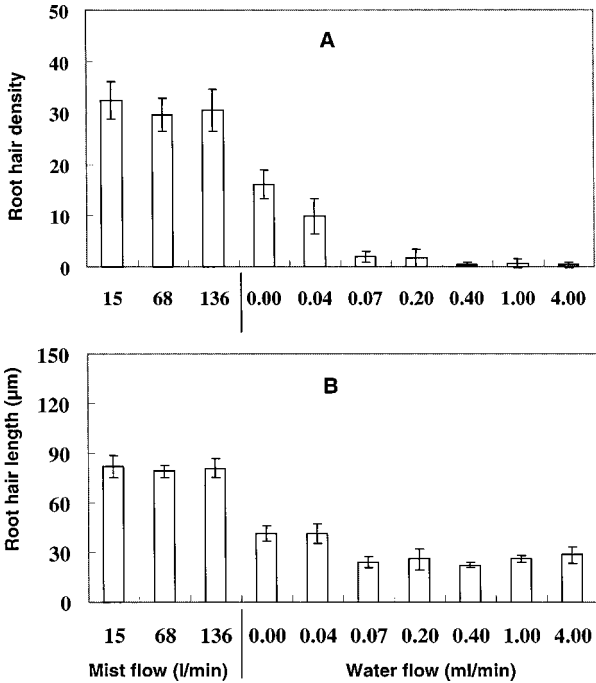 50
A
40
30
20
10
0
Root hair density
15 68 136 0.00 0.04 0.07 0.20 0.40 1.00 4.00
150
B
120
90
60
30
0
Root hair length (μm)
15 68 136 0.00 0.04 0.07 0.20 0.40 1.00 4.00
Mist flow (l/min) Water flow (ml/min)